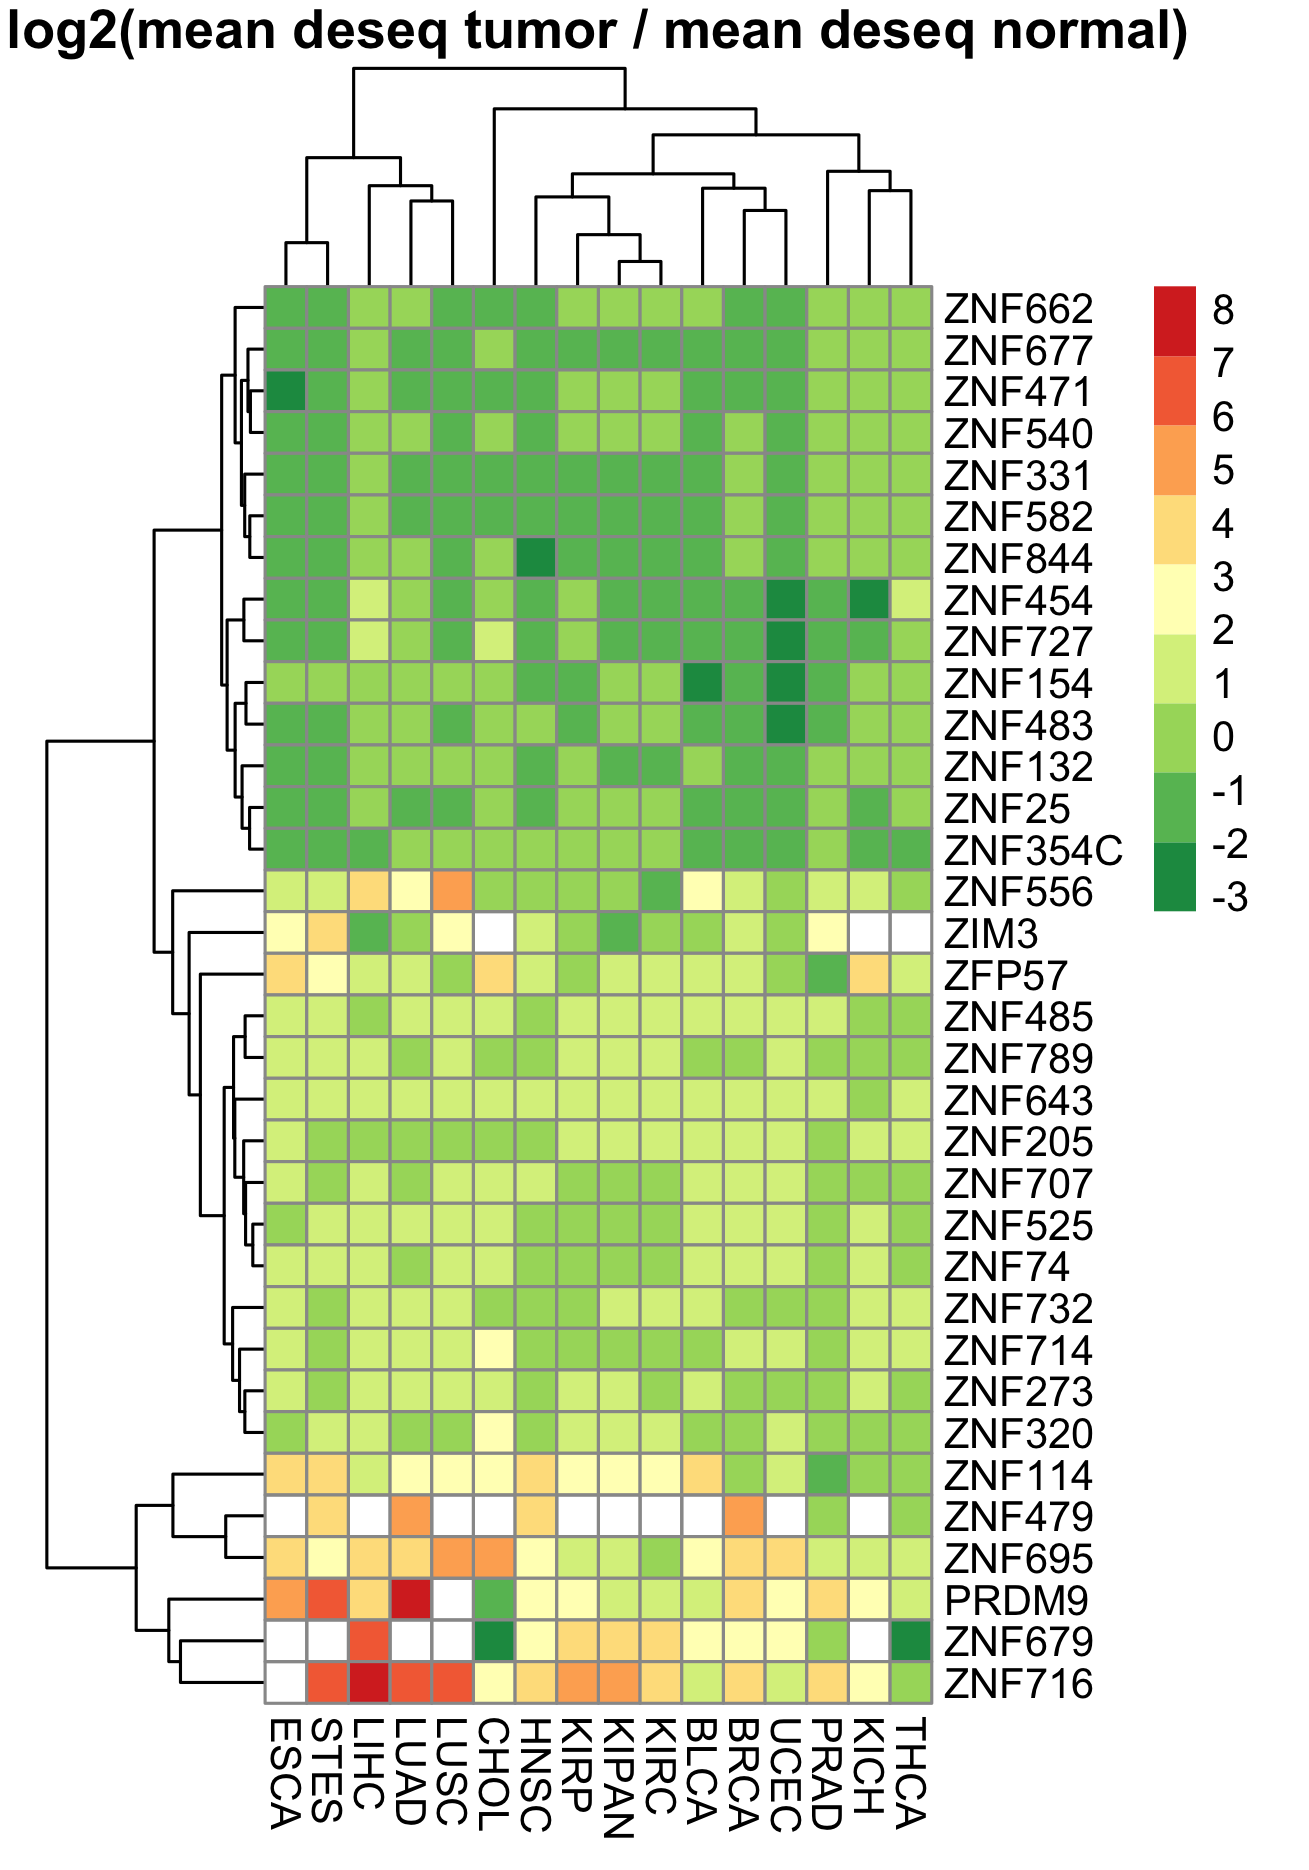 log2(mean deseq tumor / mean deseq normal)
ZNF662
ZNF677
ZNF471
ZNF540
ZNF331
ZNF582
ZNF844
ZNF454
ZNF727
ZNF154
ZNF483
ZNF132
ZNF25
ZNF354C
ZNF556
ZIM3
ZFP57
ZNF485
ZNF789
ZNF643
ZNF205
ZNF707
ZNF525
ZNF74
ZNF732
ZNF714
ZNF273
ZNF320
ZNF114
ZNF479
ZNF695
PRDM9
ZNF679
ZNF716
8
7
6
5
4
3
2
1
0
-1
-2
-3
ESCA
STES
LIHC
LUAD
LUSC
CHOL
HNSC
KIRP
KIPAN
KIRC
BLCA
BRCA
UCEC
PRAD
KICH
THCA